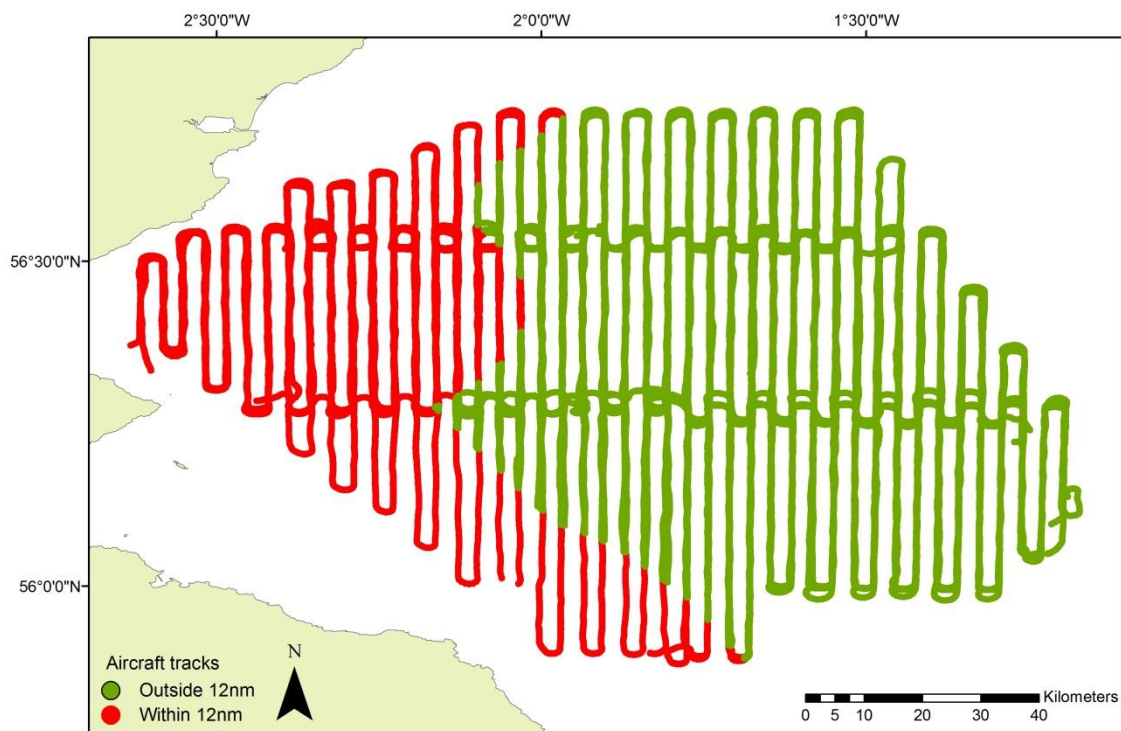 2°30'0"W 2°0'0"W 1°30'0"W
56°30'0"N
56°0'0"N
Aircraft tracks
Outside 12nm
Within 12nm
N
Kilometers
0 5 10 20 30 40